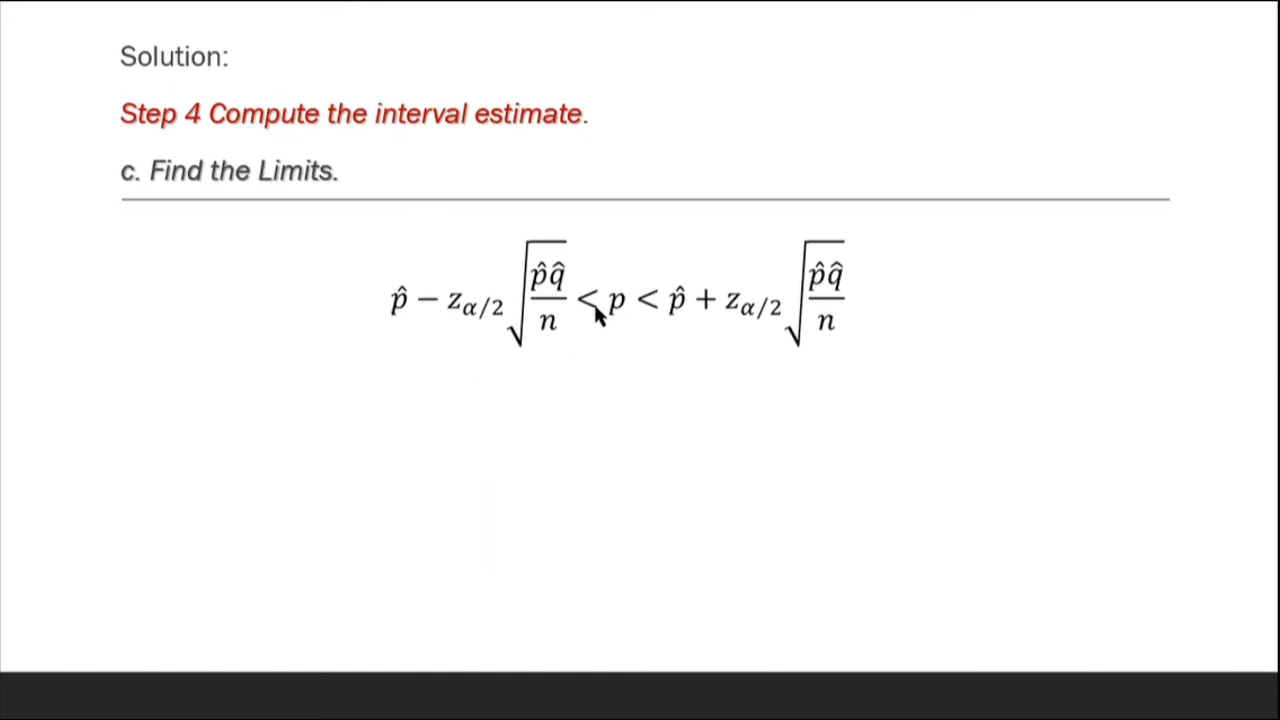 Solution:
Step 4 Compute the interval estimate.
c. Find the Limits.
p̂ − z_{α/2} √(p̂q̂/n) < p < p̂ + z_{α/2} √(p̂q̂/n)